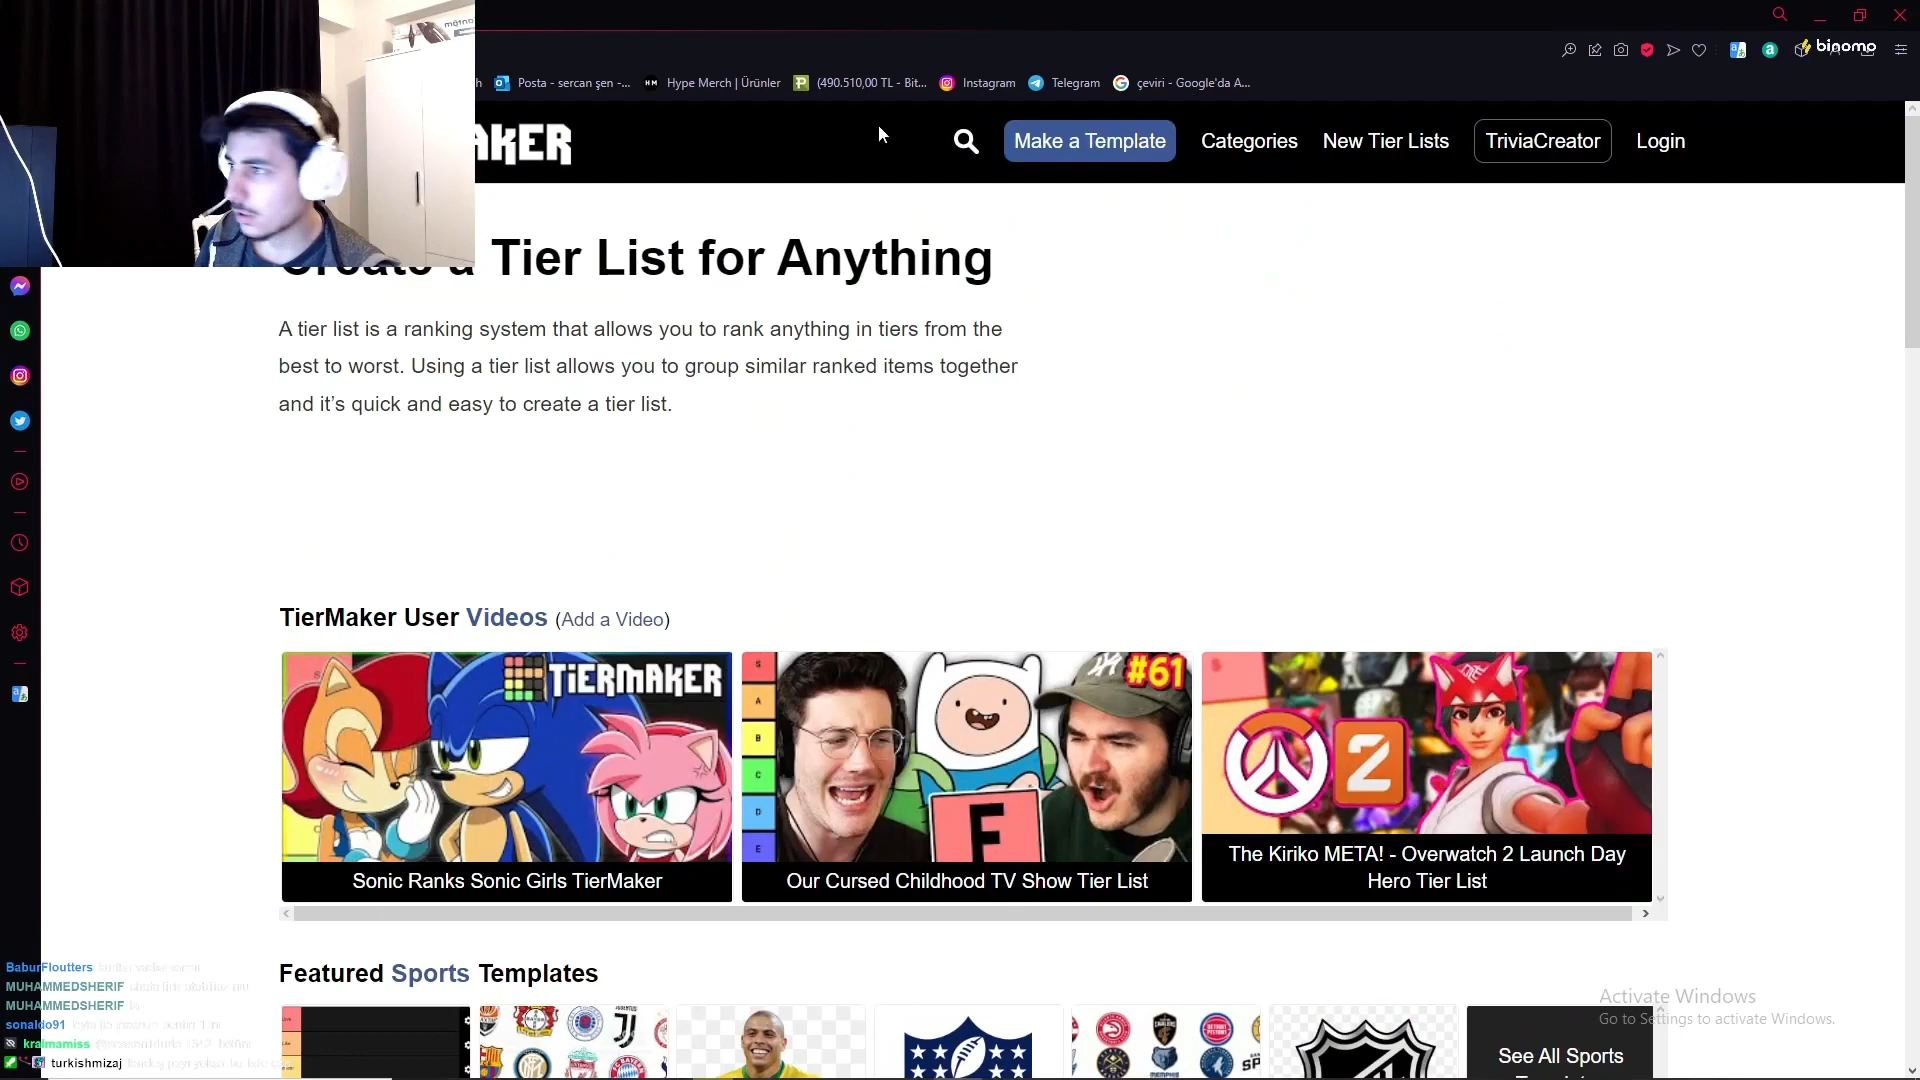 binomo
Posta - sercan şen -...
Hype Merch | Ürünler
(490.510,00 TL - Bit...
Instagram
Telegram
çeviri - Google'da A...
AKER
Make a Template
Categories
New Tier Lists
TriviaCreator
Login
Create a Tier List for Anything
A tier list is a ranking system that allows you to rank anything in tiers from the
best to worst. Using a tier list allows you to group similar ranked items together
and it’s quick and easy to create a tier list.
TierMaker User Videos (Add a Video)
TIERMAKER
Sonic Ranks Sonic Girls TierMaker
S
A
B
C
D
E
#61
F
Our Cursed Childhood TV Show Tier List
S
2
The Kiriko META! - Overwatch 2 Launch Day
Hero Tier List
Featured Sports Templates
See All Sports
BaburFloutters
MUHAMMEDSHERIF
MUHAMMEDSHERIF
sonaldo91
kralmamiss
turkishmizaj
Activate Windows
Go to Settings to activate Windows.